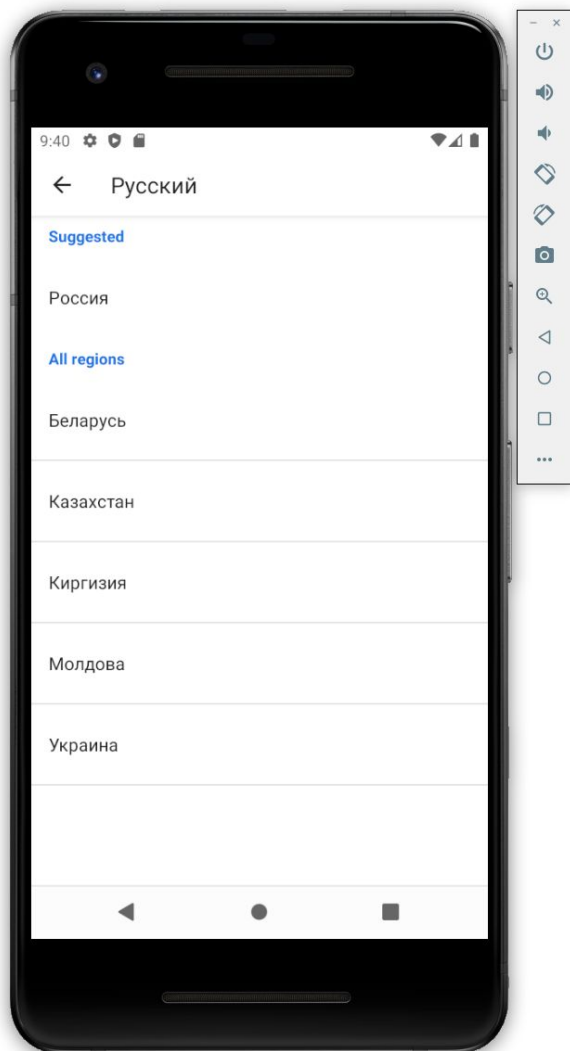 9:40
Русский
Suggested
Россия
All regions
Беларусь
Казахстан
Киргизия
Молдова
Украина